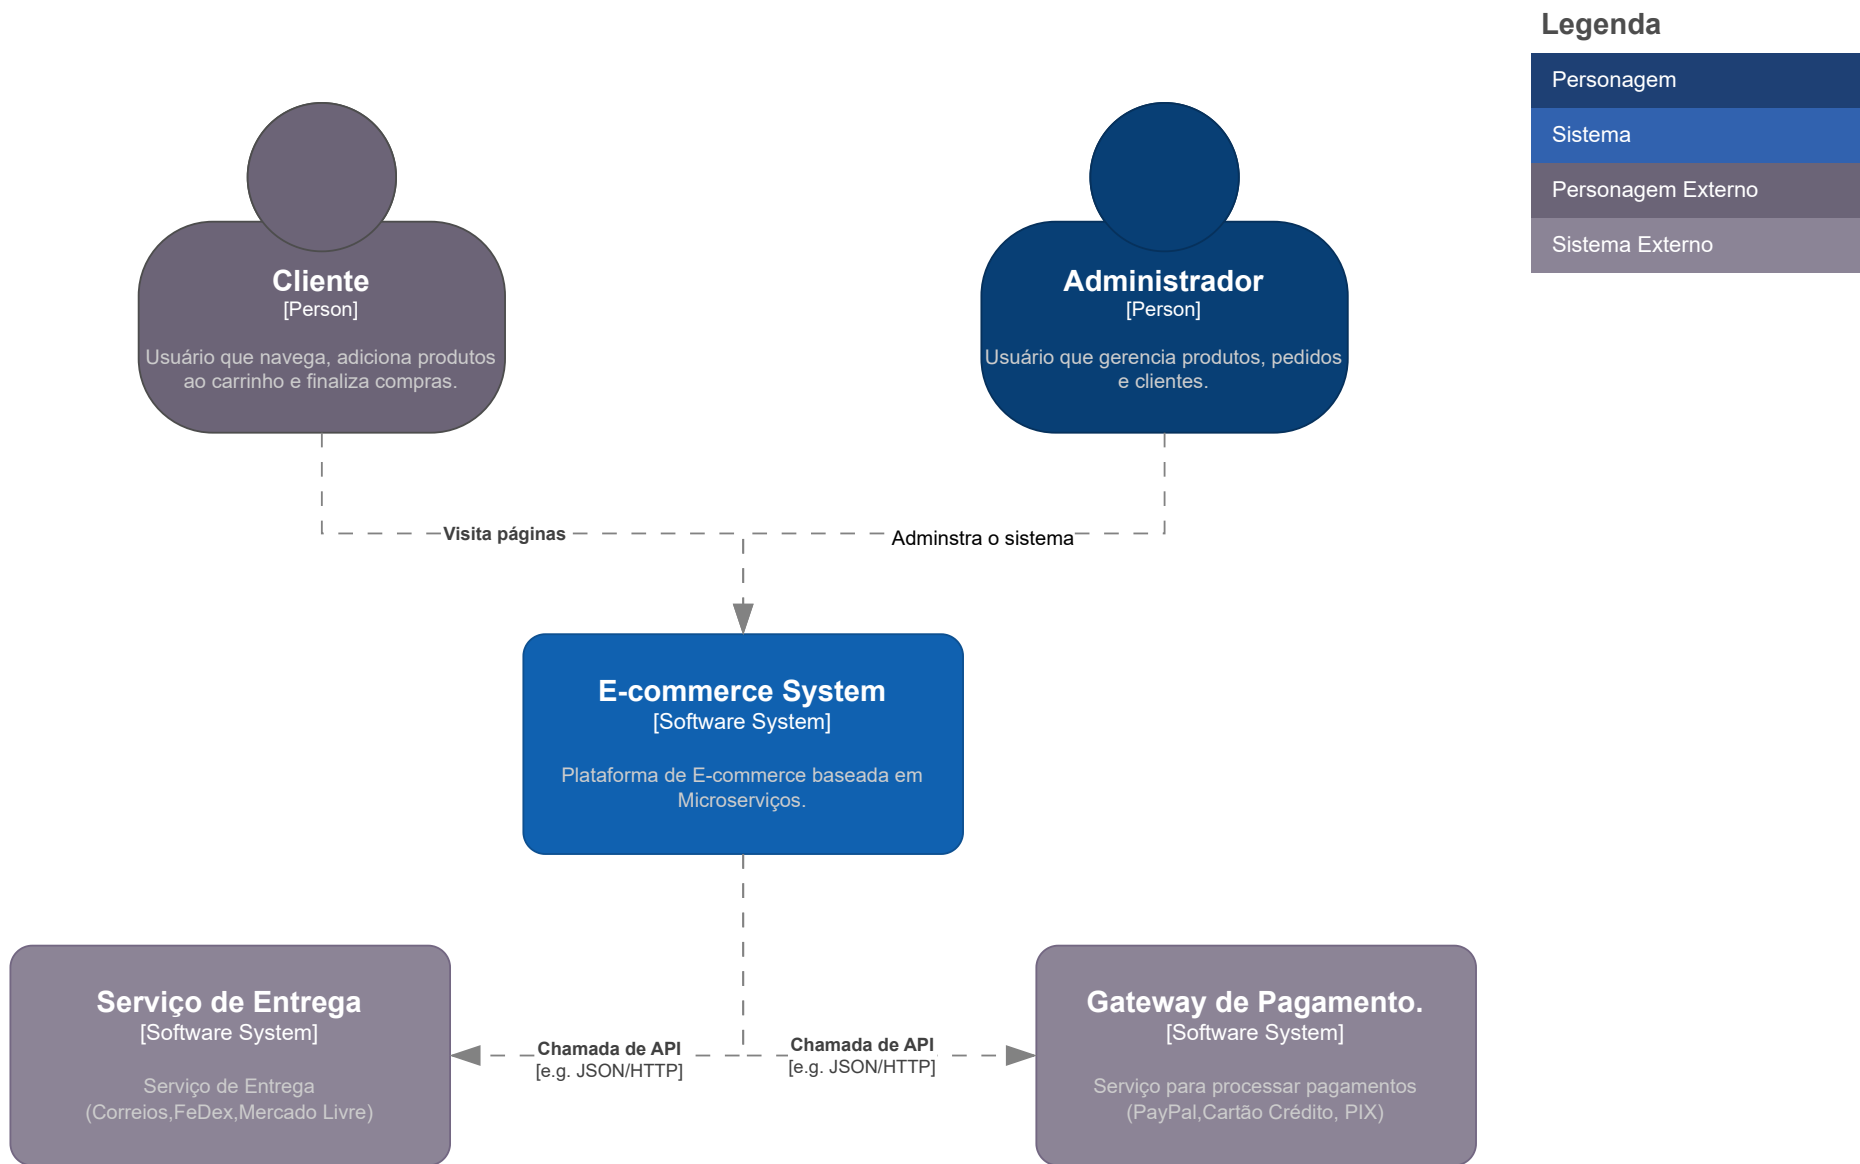 Legenda
Personagem
Sistema
Personagem Externo
Sistema Externo
Cliente
[Person]
Usuário que navega, adiciona produtos
ao carrinho e finaliza compras.
Administrador
[Person]
Usuário que gerencia produtos, pedidos
e clientes.
Visita páginas
Adminstra o sistema
E-commerce System
[Software System]
Plataforma de E-commerce baseada em
Microserviços.
Serviço de Entrega
[Software System]
Serviço de Entrega
(Correios,FeDex,Mercado Livre)
Chamada de API
[e.g. JSON/HTTP]
Chamada de API
[e.g. JSON/HTTP]
Gateway de Pagamento.
[Software System]
Serviço para processar pagamentos
(PayPal,Cartão Crédito, PIX)